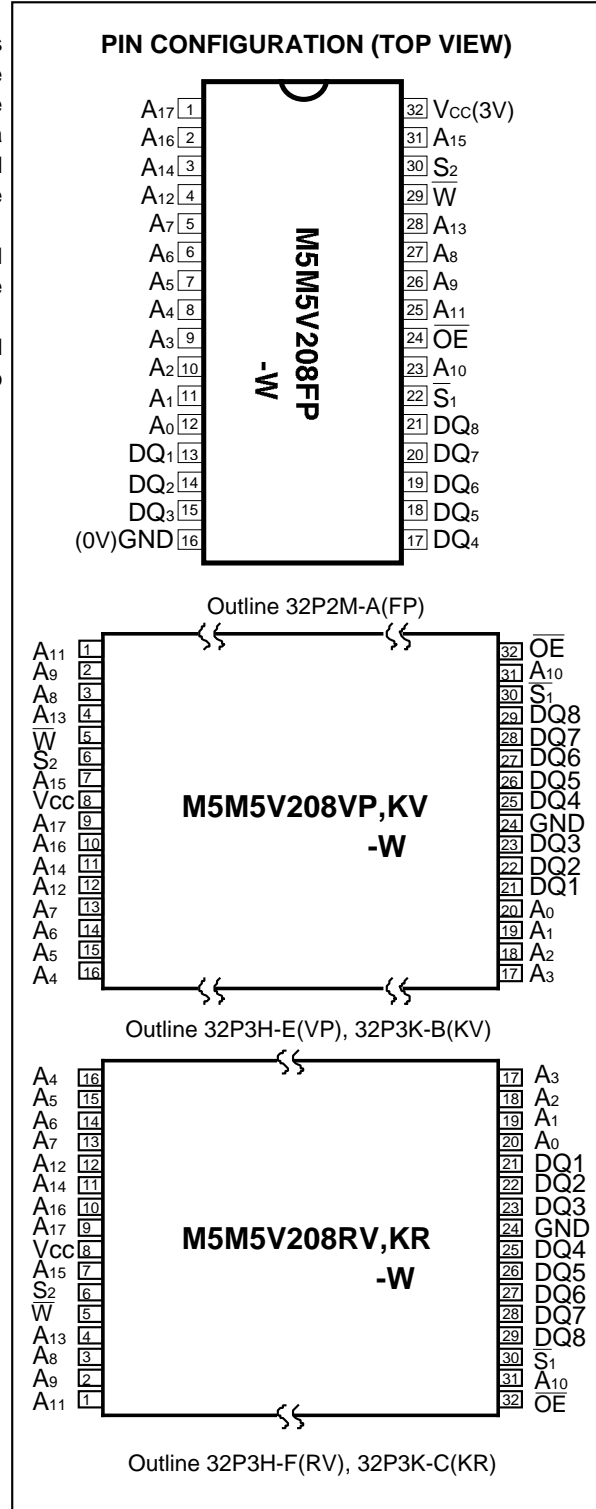 PIN CONFIGURATION (TOP VIEW)
A17 1 32 VCC(3V)
A16 2 31 A15
A14 3 30 S2
A12 4 29 W̅
A7 5 28 A13
A6 6 27 A8
A5 7 26 A9
A4 8 25 A11
A3 9 24 O̅E̅
A2 10 23 A10
A1 11 22 S̅1
A0 12 21 DQ8
DQ1 13 20 DQ7
DQ2 14 19 DQ6
DQ3 15 18 DQ5
(0V)GND 16 17 DQ4
M5M5V208FP
-W
Outline 32P2M-A(FP)
A11 1 32 O̅E̅
A9 2 31 A10
A8 3 30 S̅1
A13 4 29 DQ8
W̅ 5 28 DQ7
S2 6 27 DQ6
A15 7 26 DQ5
VCC 8 25 DQ4
A17 9 24 GND
A16 10 23 DQ3
A14 11 22 DQ2
A12 12 21 DQ1
A7 13 20 A0
A6 14 19 A1
A5 15 18 A2
A4 16 17 A3
M5M5V208VP,KV
-W
Outline 32P3H-E(VP), 32P3K-B(KV)
A4 16 17 A3
A5 15 18 A2
A6 14 19 A1
A7 13 20 A0
A12 12 21 DQ1
A14 11 22 DQ2
A16 10 23 DQ3
A17 9 24 GND
VCC 8 25 DQ4
A15 7 26 DQ5
S2 6 27 DQ6
W̅ 5 28 DQ7
A13 4 29 DQ8
A8 3 30 S̅1
A9 2 31 A10
A11 1 32 O̅E̅
M5M5V208RV,KR
-W
Outline 32P3H-F(RV), 32P3K-C(KR)